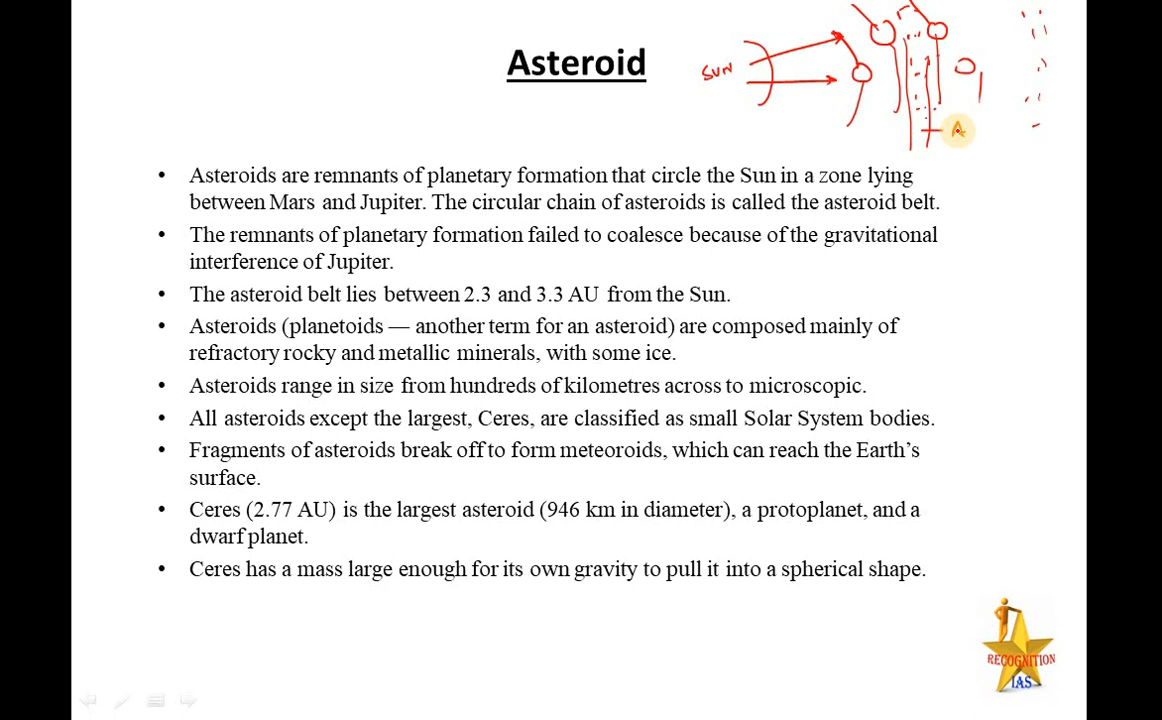 Asteroid
SUN
A
• Asteroids are remnants of planetary formation that circle the Sun in a zone lying
between Mars and Jupiter. The circular chain of asteroids is called the asteroid belt.
• The remnants of planetary formation failed to coalesce because of the gravitational
interference of Jupiter.
• The asteroid belt lies between 2.3 and 3.3 AU from the Sun.
• Asteroids (planetoids — another term for an asteroid) are composed mainly of
refractory rocky and metallic minerals, with some ice.
• Asteroids range in size from hundreds of kilometres across to microscopic.
• All asteroids except the largest, Ceres, are classified as small Solar System bodies.
• Fragments of asteroids break off to form meteoroids, which can reach the Earth’s
surface.
• Ceres (2.77 AU) is the largest asteroid (946 km in diameter), a protoplanet, and a
dwarf planet.
• Ceres has a mass large enough for its own gravity to pull it into a spherical shape.
RECOGNITION
IAS